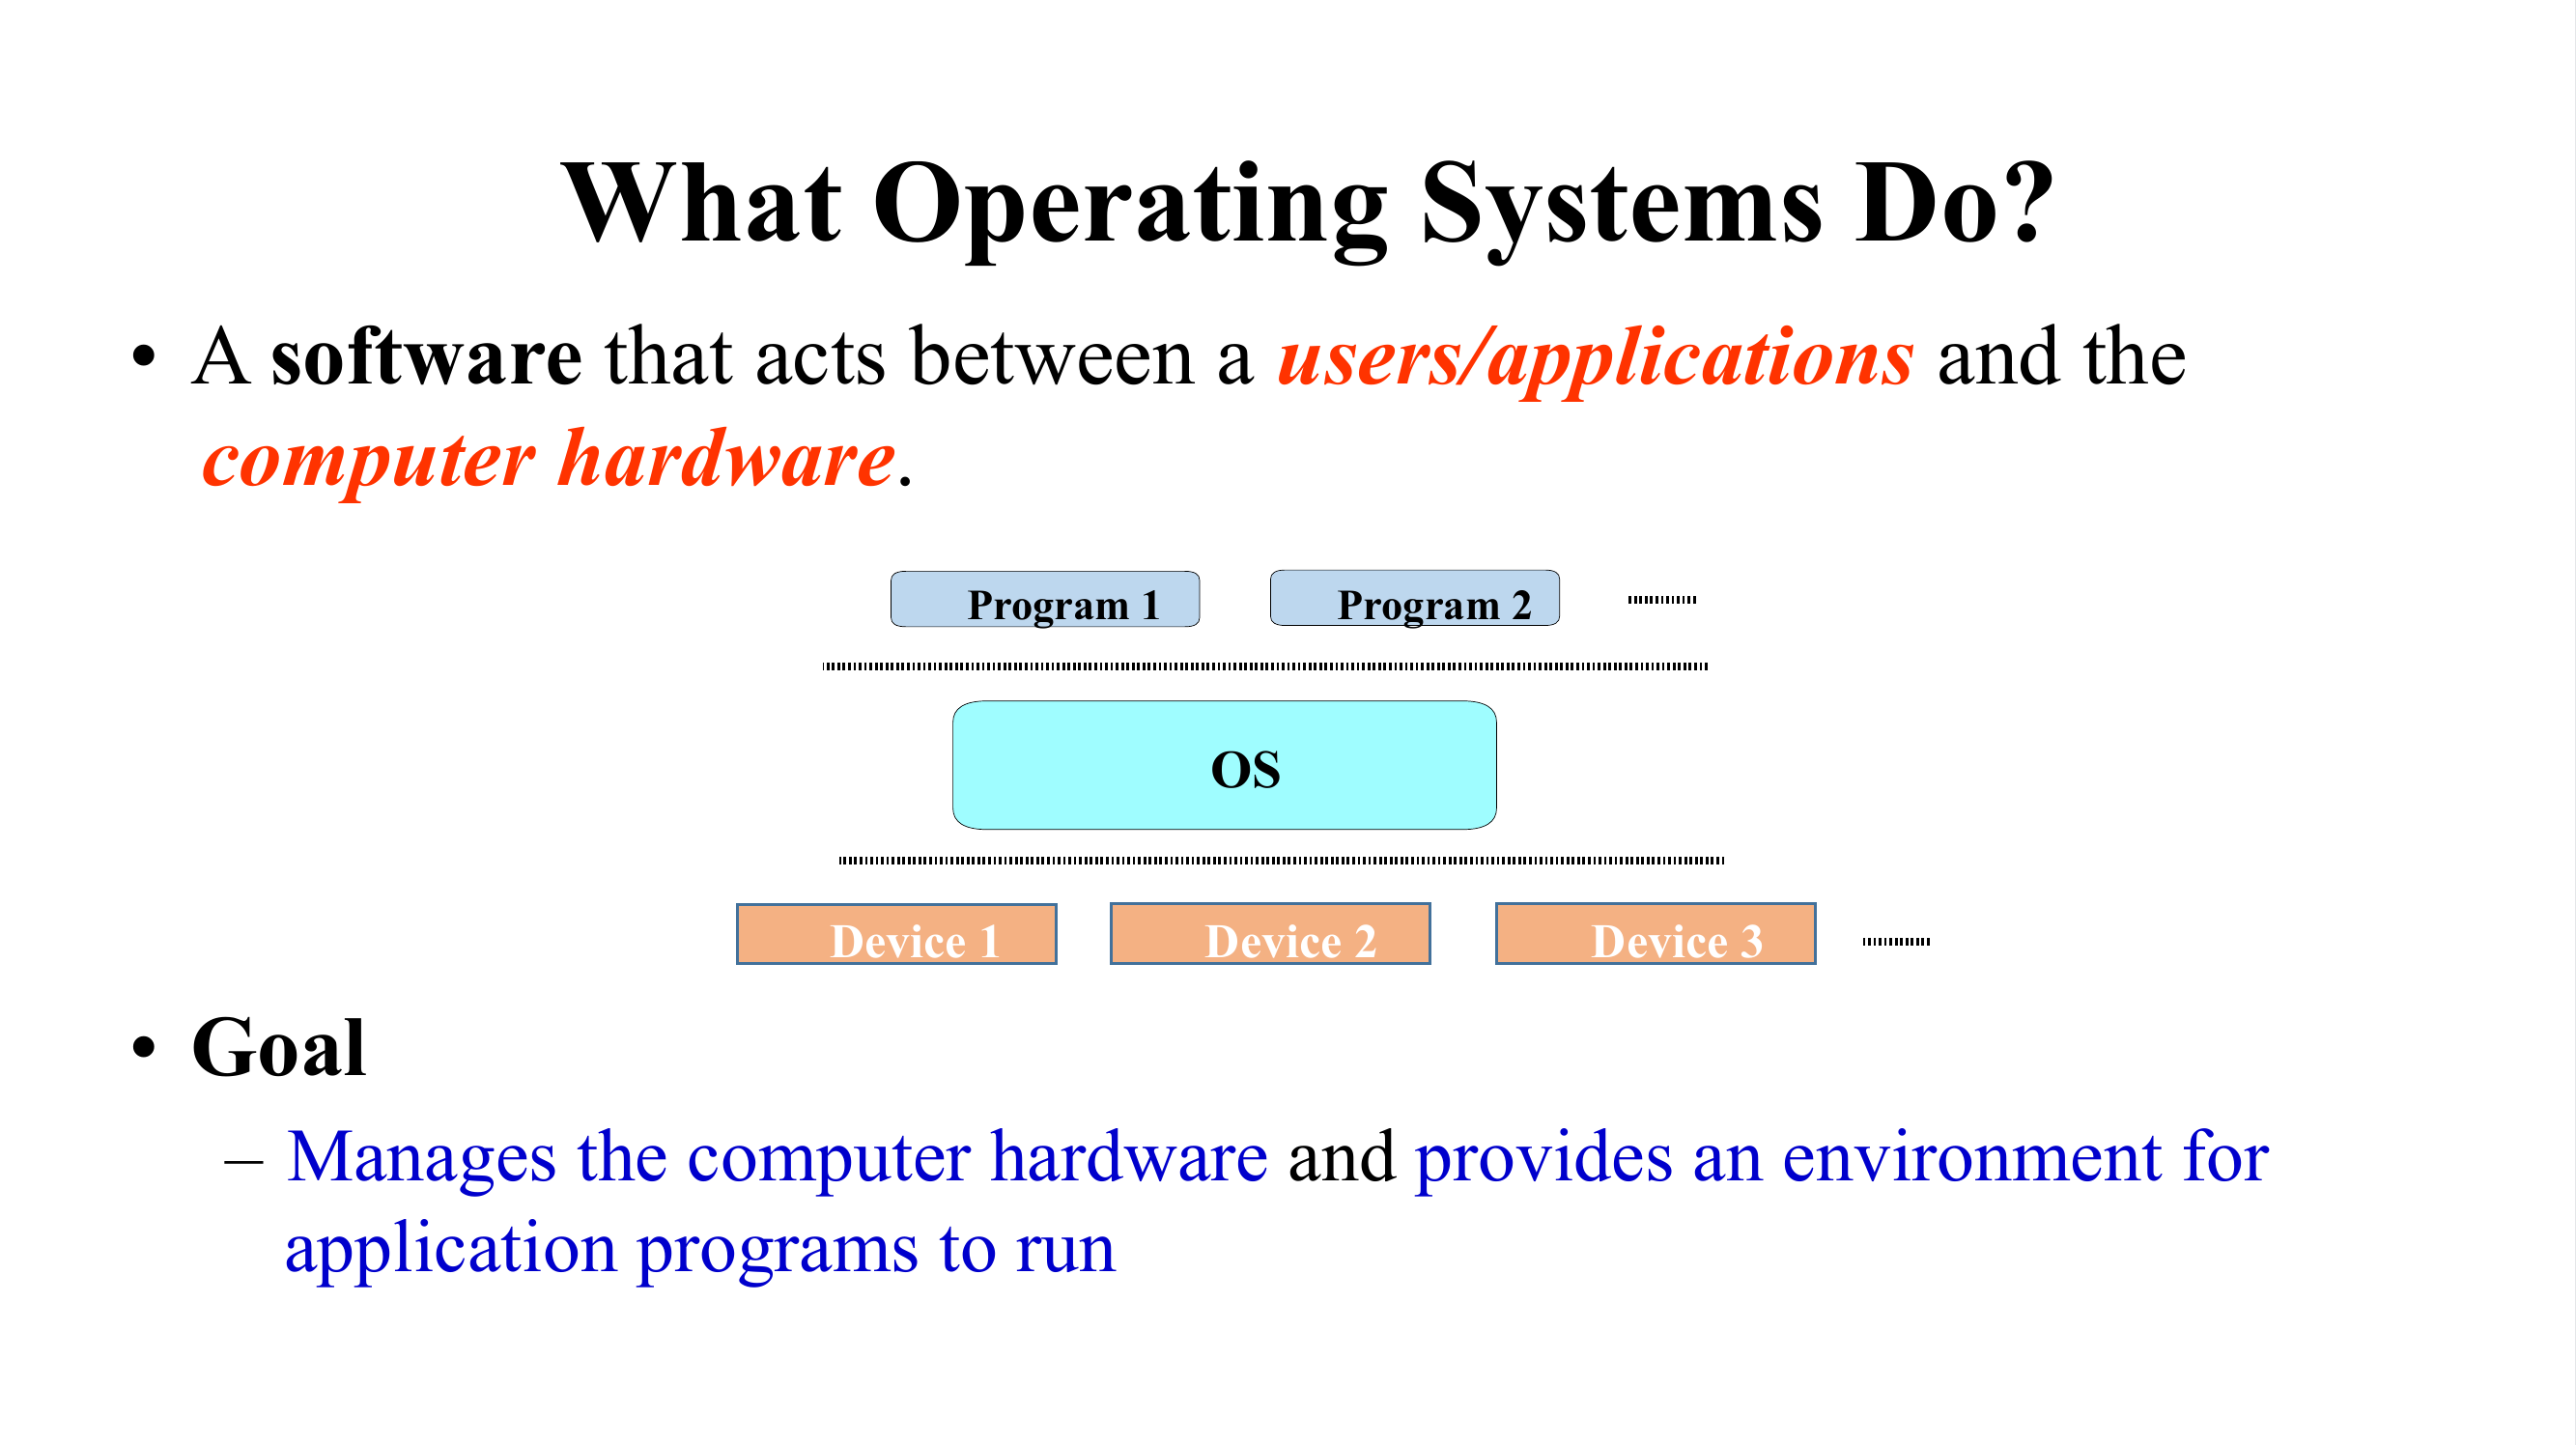 What Operating Systems Do?
• A software that acts between a users/applications and the
computer hardware.
Program 1 Program 2
OS
Device 1 Device 2 Device 3
• Goal
– Manages the computer hardware and provides an environment for
application programs to run